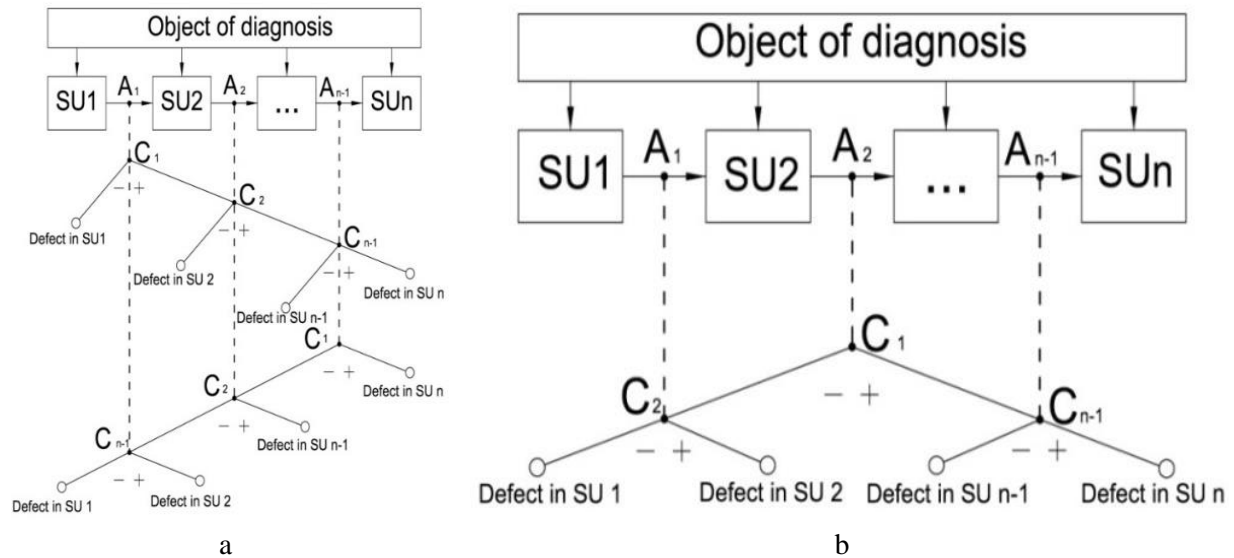 Object of diagnosis
SU1 A1 SU2 A2 ... An-1 SUn
C1
− +
Defect in SU1
C2
− +
Defect in SU 2
Cn-1
− +
Defect in SU n
Defect in SU n-1
C1
− +
Defect in SU n
C2
− +
Defect in SU n-1
Cn-1
− +
Defect in SU 1
Defect in SU 2
a
Object of diagnosis
SU1 A1 SU2 A2 ... An-1 SUn
C1
− +
C2
− +
Cn-1
− +
Defect in SU 1
Defect in SU 2
Defect in SU n-1
Defect in SU n
b